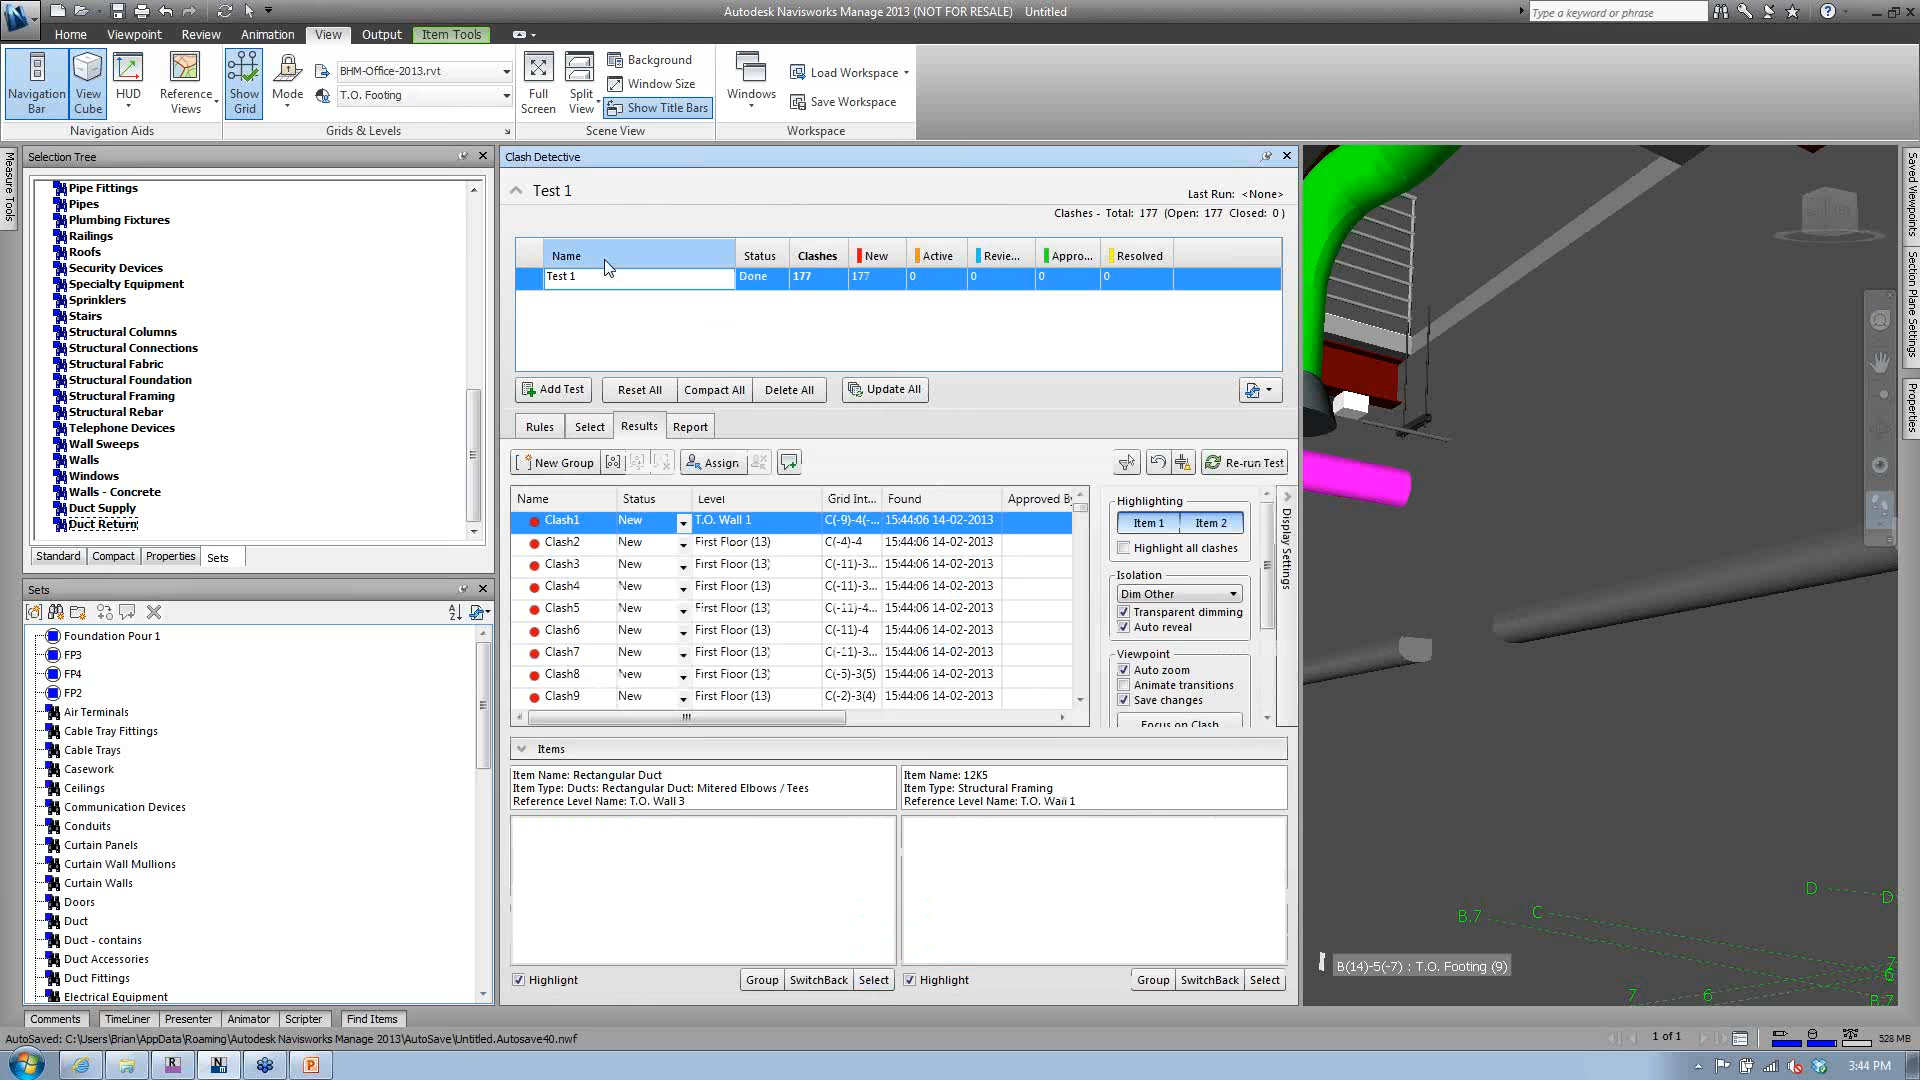 Autodesk Navisworks Manage 2013 (NOT FOR RESALE) Untitled
Type a keyword or phrase
Home Viewpoint Review Animation View Output Item Tools
Navigation Bar
View Cube
HUD
Reference Views
Navigation Aids
Show Grid
Mode
BHM-Office-2013.rvt
T.O. Footing
Grids & Levels
Full Screen
Split View
Background
Window Size
Show Title Bars
Scene View
Windows
Load Workspace
Save Workspace
Workspace
Measure Tools
Selection Tree
Pipe Fittings
Pipes
Plumbing Fixtures
Railings
Roofs
Security Devices
Specialty Equipment
Sprinklers
Stairs
Structural Columns
Structural Connections
Structural Fabric
Structural Foundation
Structural Framing
Structural Rebar
Telephone Devices
Wall Sweeps
Walls
Windows
Walls - Concrete
Duct Supply
Duct Return
Standard Compact Properties Sets
Sets
Foundation Pour 1
FP3
FP4
FP2
Air Terminals
Cable Tray Fittings
Cable Trays
Casework
Ceilings
Communication Devices
Conduits
Curtain Panels
Curtain Wall Mullions
Curtain Walls
Doors
Duct
Duct - contains
Duct Accessories
Duct Fittings
Electrical Equipment
Clash Detective
Test 1
Last Run: <None>
Clashes - Total: 177 (Open: 177 Closed: 0 )
Name Status Clashes New Active Revie... Appro... Resolved
Test 1 Done 177 177 0 0 0 0
Add Test Reset All Compact All Delete All Update All
Rules Select Results Report
New Group Assign Re-run Test
Name Status Level Grid Int... Found Approved By
Clash1 New T.O. Wall 1 C(-9)-4(-... 15:44:06 14-02-2013
Clash2 New First Floor (13) C(-4)-4 15:44:06 14-02-2013
Clash3 New First Floor (13) C(-11)-3... 15:44:06 14-02-2013
Clash4 New First Floor (13) C(-11)-3... 15:44:06 14-02-2013
Clash5 New First Floor (13) C(-11)-4... 15:44:06 14-02-2013
Clash6 New First Floor (13) C(-11)-4 15:44:06 14-02-2013
Clash7 New First Floor (13) C(-11)-3... 15:44:06 14-02-2013
Clash8 New First Floor (13) C(-5)-3(5) 15:44:06 14-02-2013
Clash9 New First Floor (13) C(-2)-3(4) 15:44:06 14-02-2013
Highlighting
Item 1 Item 2
Highlight all clashes
Isolation
Dim Other
Transparent dimming
Auto reveal
Viewpoint
Auto zoom
Animate transitions
Save changes
Focus on Clash
Display Settings
Items
Item Name: Rectangular Duct
Item Type: Ducts: Rectangular Duct: Mitered Elbows / Tees
Reference Level Name: T.O. Wall 3
Item Name: 12K5
Item Type: Structural Framing
Reference Level Name: T.O. Wall 1
Highlight Group SwitchBack Select
Highlight Group SwitchBack Select
Saved Viewpoints
Section Plane Settings
Properties
D
D
C
B.7
7
6
7
6
B.7
B(14)-5(-7) : T.O. Footing (9)
Comments TimeLiner Presenter Animator Scripter Find Items
AutoSaved: C:\Users\Brian\AppData\Roaming\Autodesk Navisworks Manage 2013\AutoSave\Untitled.Autosave40.nwf
1 of 1
528 MB
3:44 PM